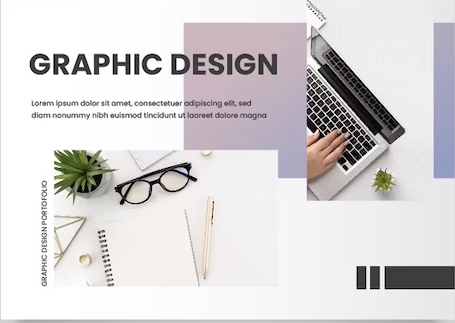 GRAPHIC DESIGN
Lorem ipsum dolor sit amet, consectetuer adipiscing elit, sed
diam nonummy nibh euismod tincidunt ut laoreet dolore magna
GRAPHIC DESIGN PORTOFOLIO